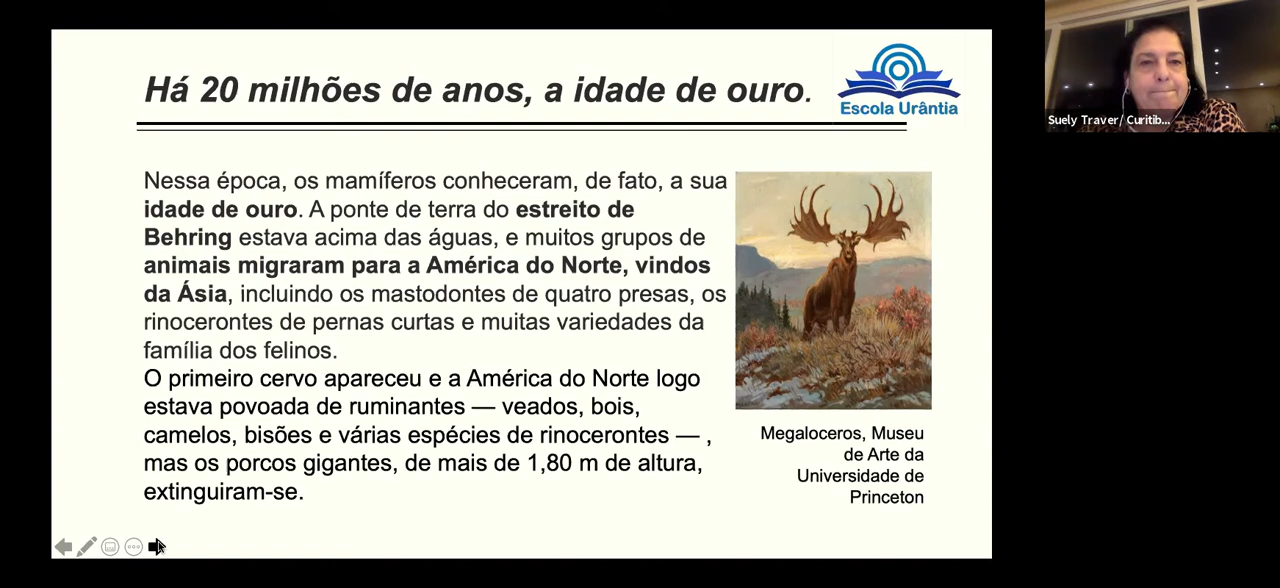 Há 20 milhões de anos, a idade de ouro.
Escola Urântia
Nessa época, os mamíferos conheceram, de fato, a sua
idade de ouro. A ponte de terra do estreito de
Behring estava acima das águas, e muitos grupos de
animais migraram para a América do Norte, vindos
da Ásia, incluindo os mastodontes de quatro presas, os
rinocerontes de pernas curtas e muitas variedades da
família dos felinos.
O primeiro cervo apareceu e a América do Norte logo
estava povoada de ruminantes — veados, bois,
camelos, bisões e várias espécies de rinocerontes — ,
mas os porcos gigantes, de mais de 1,80 m de altura,
extinguiram-se.
Megaloceros, Museu
de Arte da
Universidade de
Princeton
Suely Traver/ Curitib...